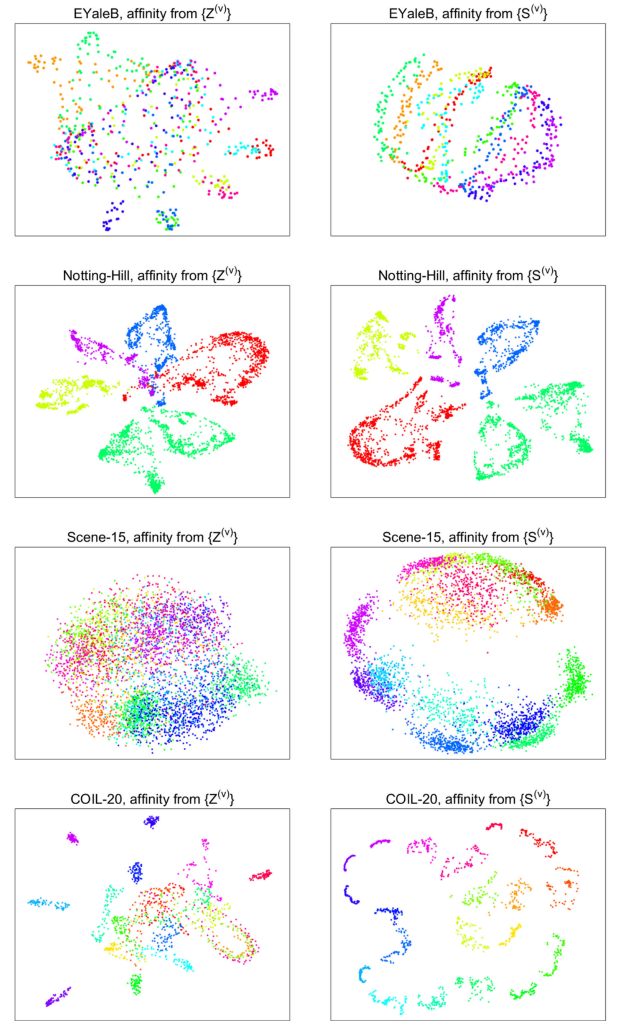 EYaleB, affinity from {Z^(v)}
EYaleB, affinity from {S^(v)}
Notting-Hill, affinity from {Z^(v)}
Notting-Hill, affinity from {S^(v)}
Scene-15, affinity from {Z^(v)}
Scene-15, affinity from {S^(v)}
COIL-20, affinity from {Z^(v)}
COIL-20, affinity from {S^(v)}